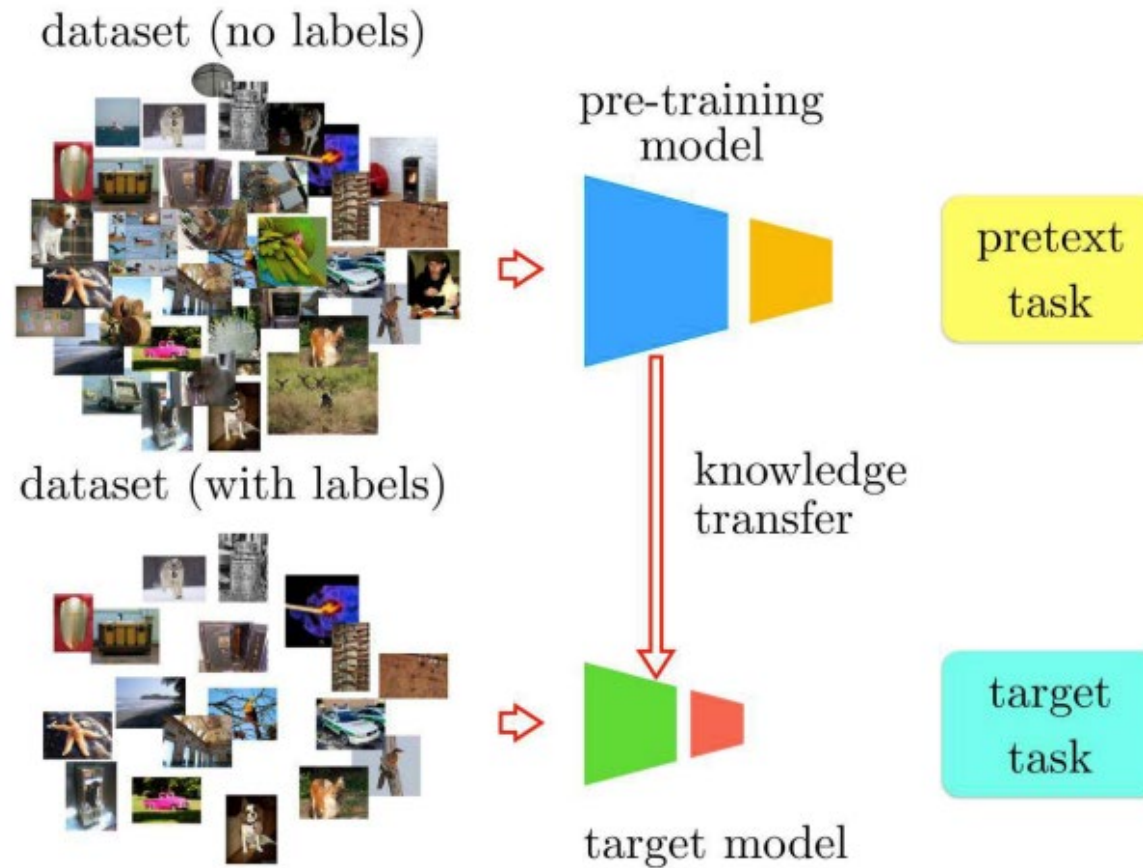 dataset (no labels)
pre-training
model
pretext
task
dataset (with labels)
knowledge
transfer
target
task
target model